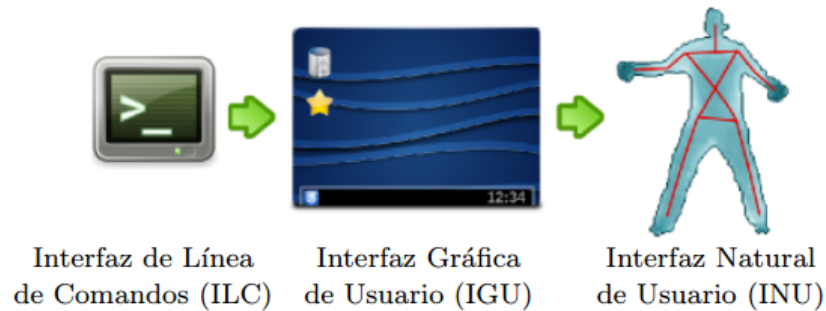 >_
12:34
Interfaz de Línea
de Comandos (ILC)
Interfaz Gráfica
de Usuario (IGU)
Interfaz Natural
de Usuario (INU)